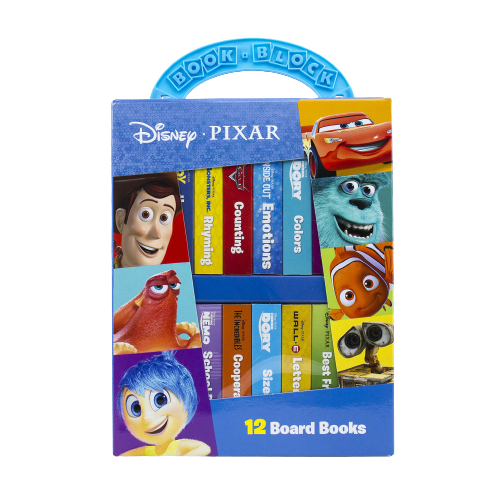 BOOK • BLOCK
Disney • PIXAR
MONSTERS, INC.
Rhyming
Cars
Counting
INSIDE OUT
Emotions
DORY
Colors
NEMO
School
THE INCREDIBLES
Coopera
DORY
Size
WALL•E
Letter
DISNEY PIXAR
Best Fr
12 Board Books